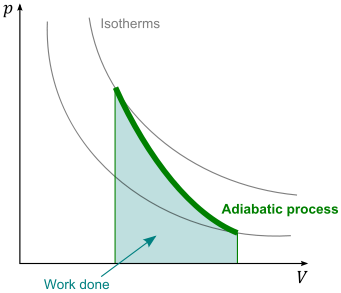 p
Isotherms
Adiabatic process
V
Work done